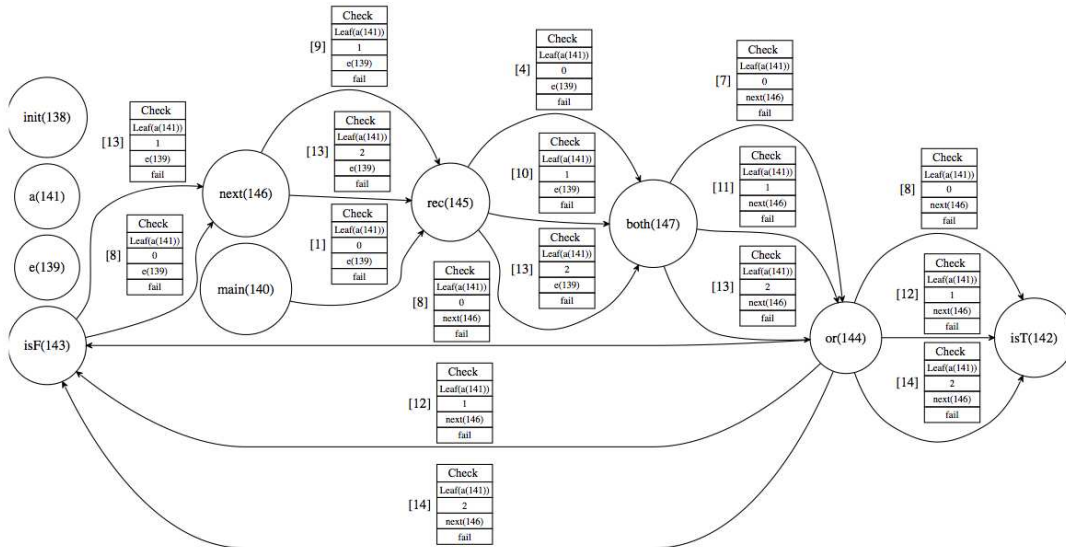 init(138)
a(141)
e(139)
isF(143)
[13]
Check
Leaf(a(141))
1
e(139)
fail
[8]
Check
Leaf(a(141))
0
e(139)
fail
next(146)
main(140)
[9]
Check
Leaf(a(141))
1
e(139)
fail
[13]
Check
Leaf(a(141))
2
e(139)
fail
[1]
Check
Leaf(a(141))
0
e(139)
fail
rec(145)
[4]
Check
Leaf(a(141))
0
e(139)
fail
[10]
Check
Leaf(a(141))
1
e(139)
fail
[13]
Check
Leaf(a(141))
2
e(139)
fail
both(147)
[7]
Check
Leaf(a(141))
0
next(146)
fail
[11]
Check
Leaf(a(141))
1
next(146)
fail
[13]
Check
Leaf(a(141))
2
next(146)
fail
or(144)
[8]
Check
Leaf(a(141))
0
next(146)
fail
[12]
Check
Leaf(a(141))
1
next(146)
fail
[14]
Check
Leaf(a(141))
2
next(146)
fail
isT(142)
[8]
Check
Leaf(a(141))
0
next(146)
fail
[12]
Check
Leaf(a(141))
1
next(146)
fail
[14]
Check
Leaf(a(141))
2
next(146)
fail